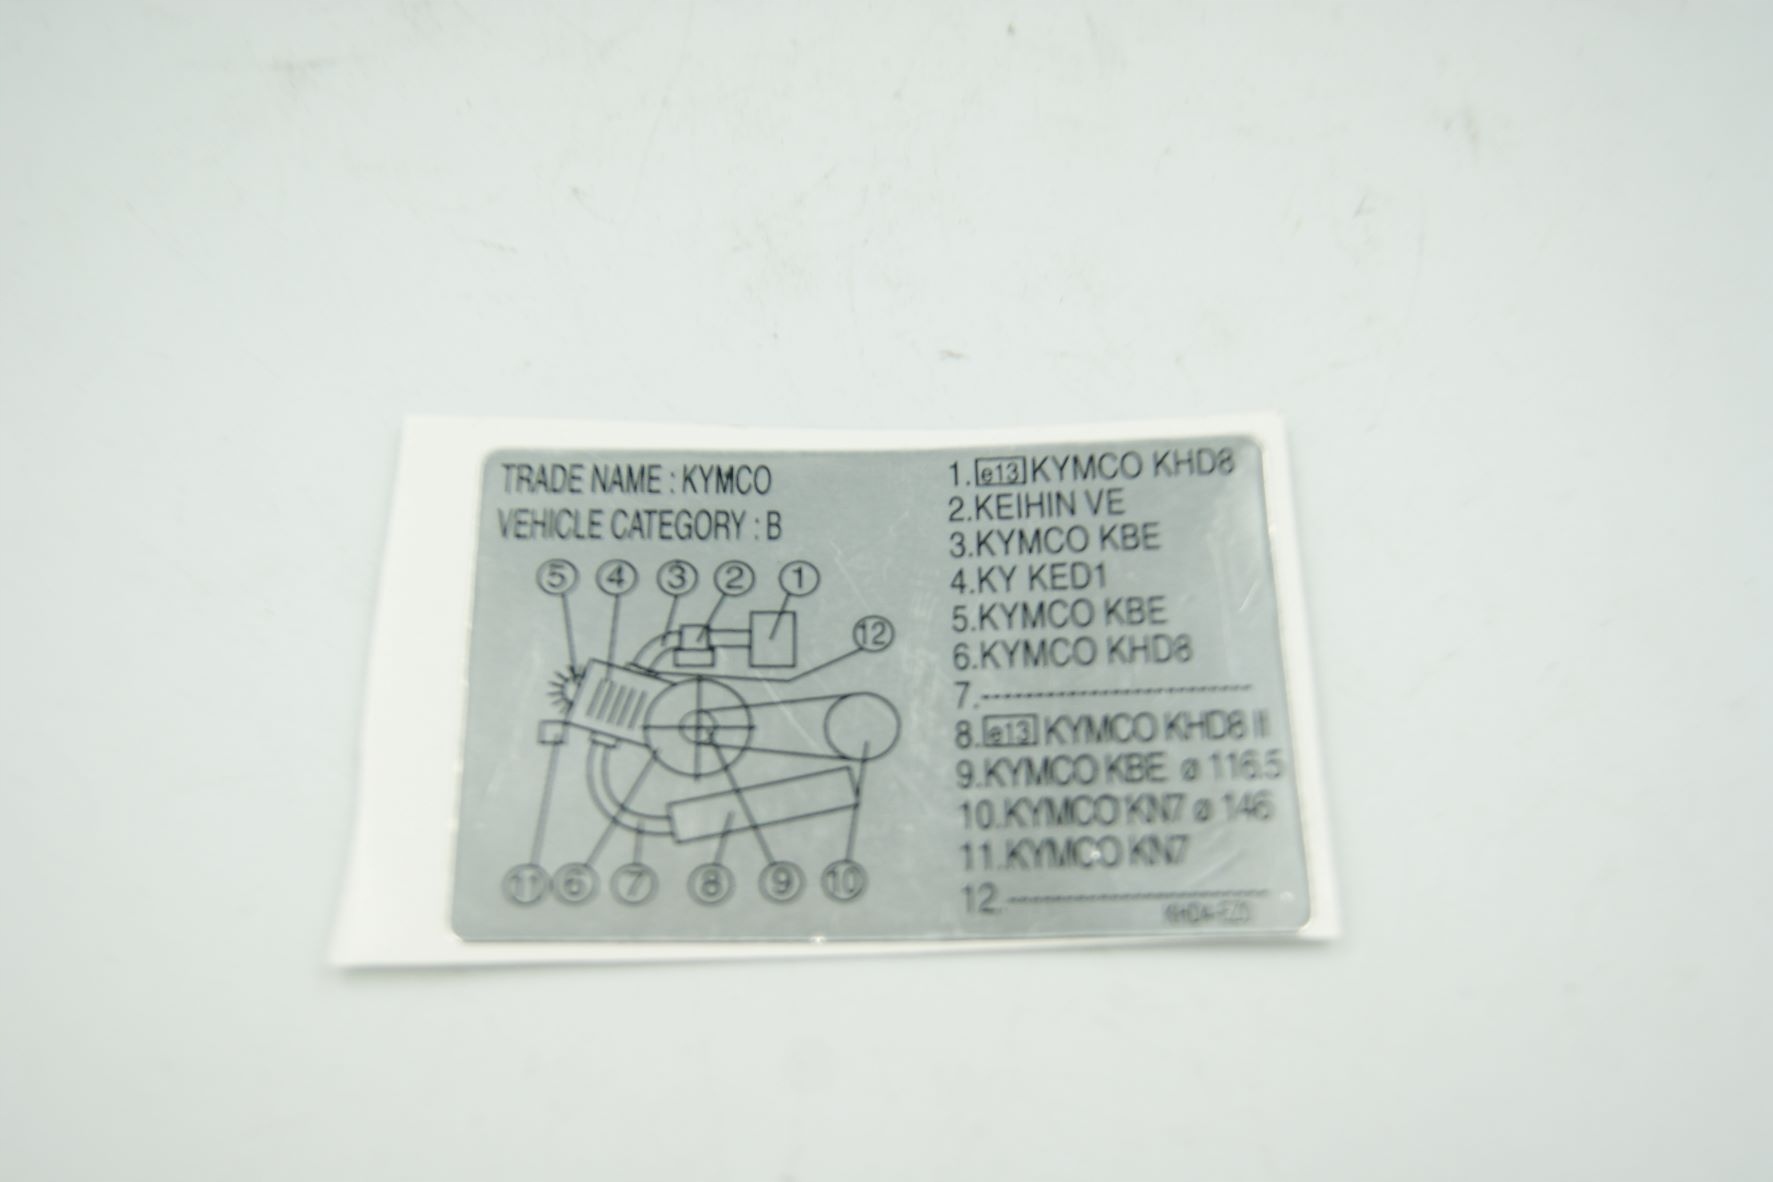 TRADE NAME : KYMCO
VEHICLE CATEGORY : B
5 4 3 2 1
12
11 6 7 8 9 10
1.e13 KYMCO KHD8
2.KEIHIN VE
3.KYMCO KBE
4.KY KED1
5.KYMCO KBE
6.KYMCO KHD8
7.--------------------
8.e13 KYMCO KHD8 II
9.KYMCO KBE ø 116.5
10.KYMCO KN7 ø 146
11.KYMCO KN7
12.--------------------